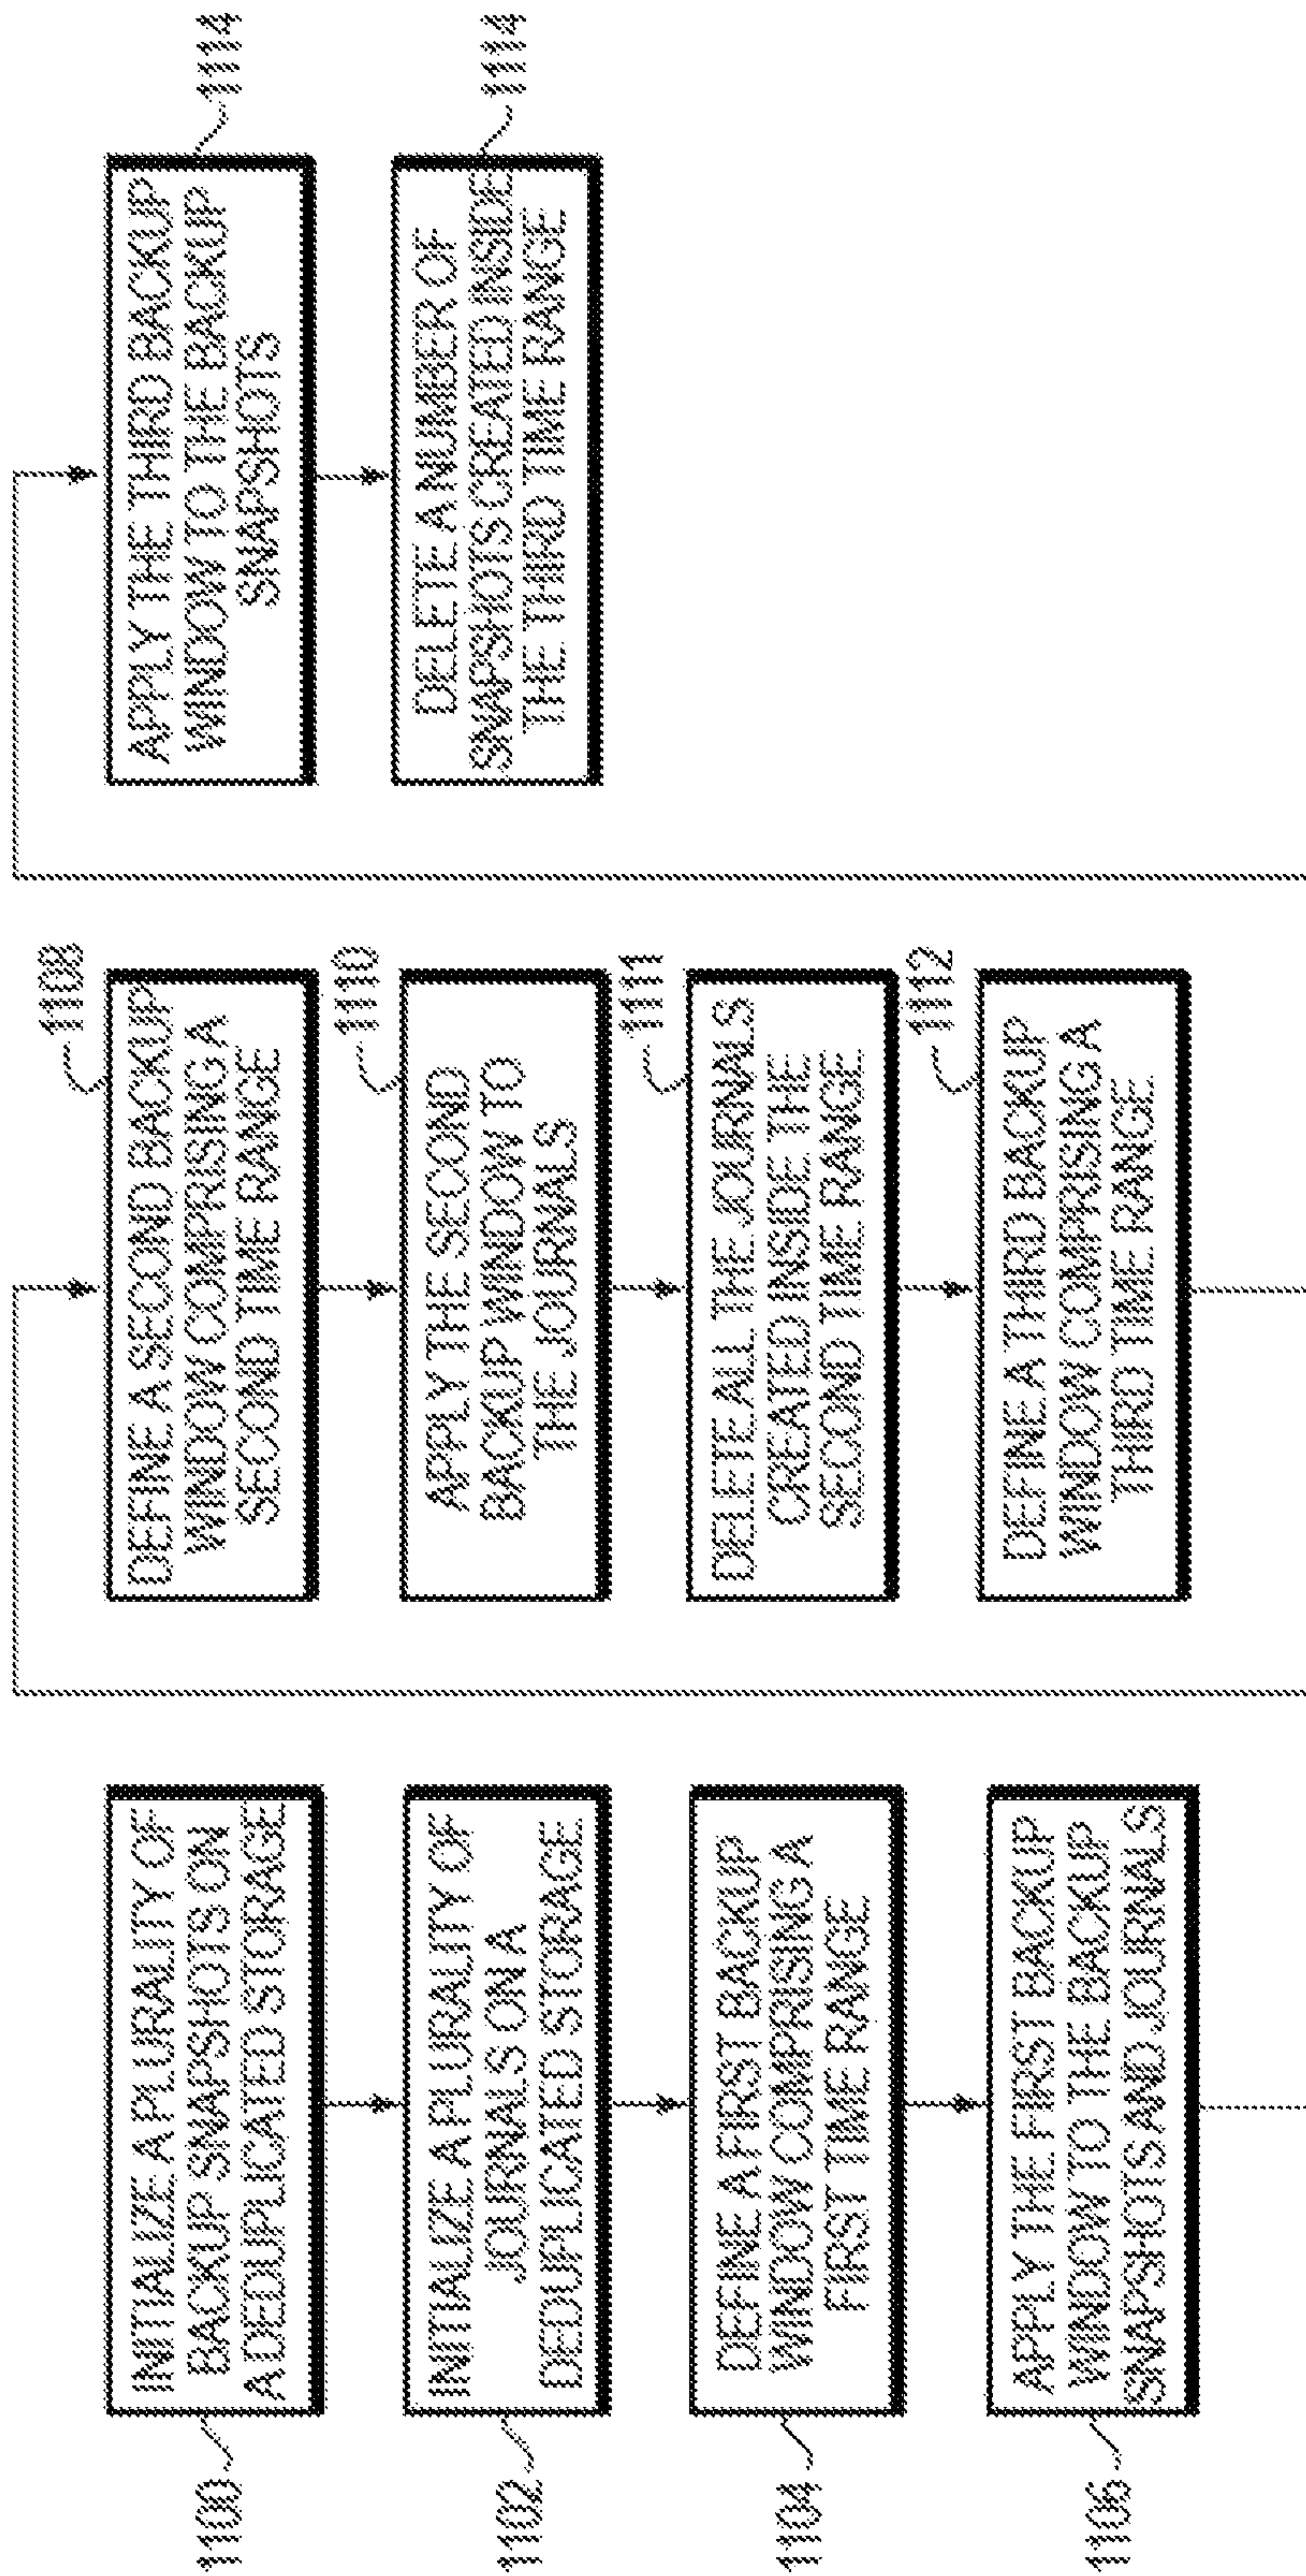 1100
INITIALIZE A PLURALITY OF
BACKUP SNAPSHOTS ON
A DEDUPLICATED STORAGE
1102
INITIALIZE A PLURALITY OF
JOURNALS ON A
DEDUPLICATED STORAGE
1104
DEFINE A FIRST BACKUP
WINDOW COMPRISING A
FIRST TIME RANGE
1106
APPLY THE FIRST BACKUP
WINDOW TO THE BACKUP
SNAPSHOTS AND JOURNALS
1108
DEFINE A SECOND BACKUP
WINDOW COMPRISING A
SECOND TIME RANGE
1110
APPLY THE SECOND
BACKUP WINDOW TO
THE JOURNALS
1111
DELETE ALL THE JOURNALS
CREATED INSIDE THE
SECOND TIME RANGE
1112
DEFINE A THIRD BACKUP
WINDOW COMPRISING A
THIRD TIME RANGE
1114
APPLY THE THIRD BACKUP
WINDOW TO THE BACKUP
SNAPSHOTS
1114
DELETE A NUMBER OF
SNAPSHOTS CREATED INSIDE
THE THIRD TIME RANGE